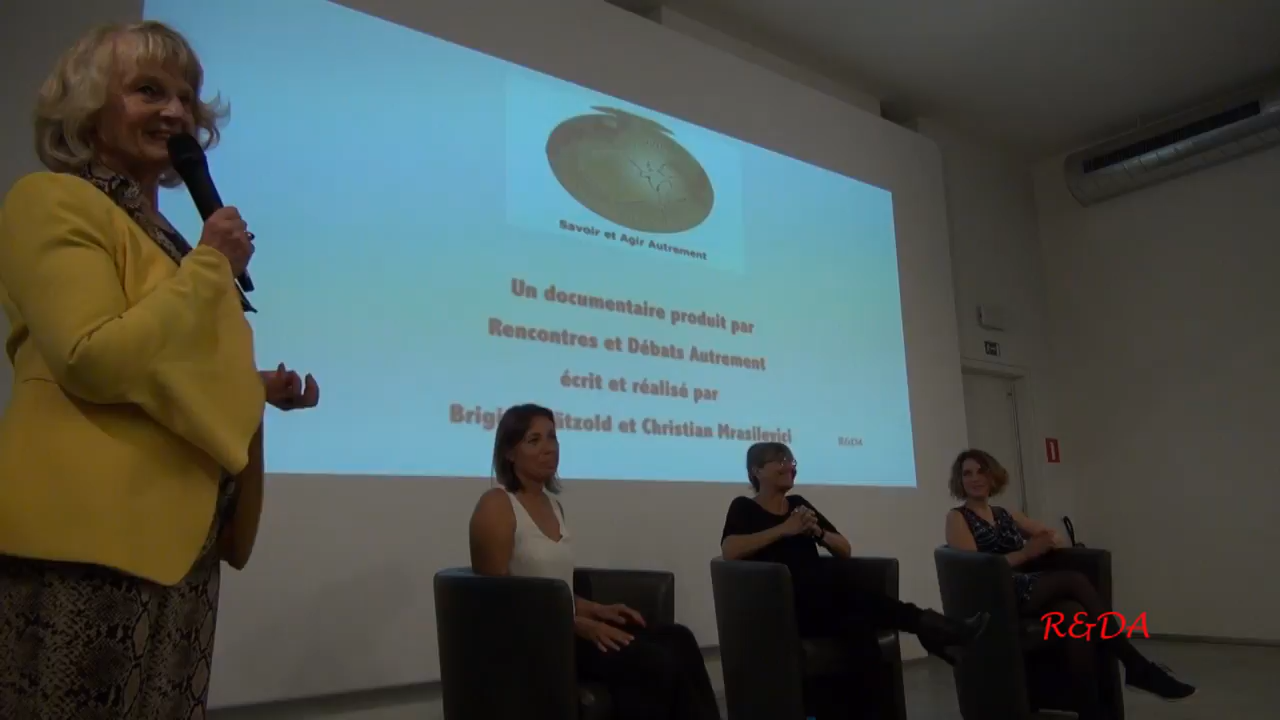 Savoir et Agir Autrement
Un documentaire produit par
Rencontres et Débats Autrement
écrit et réalisé par
et Christian Mrasilevici
R&DA
R&DA